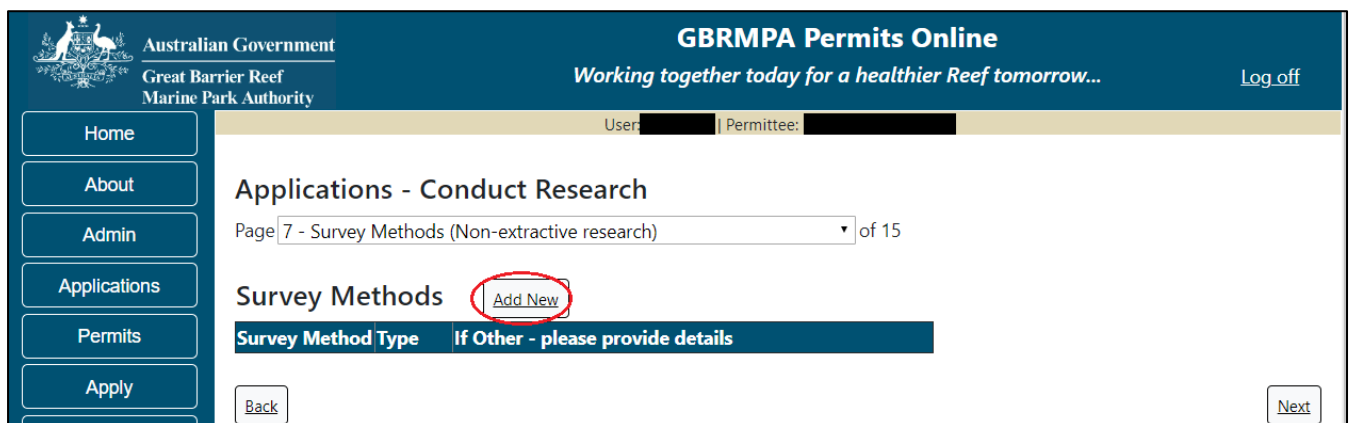 Australian Government
Great Barrier Reef
Marine Park Authority
GBRMPA Permits Online
Working together today for a healthier Reef tomorrow...
Log off
User: | Permittee:
Home
About
Admin
Applications
Permits
Apply
Applications - Conduct Research
Page 7 - Survey Methods (Non-extractive research) of 15
Survey Methods Add New
Survey Method Type If Other - please provide details
Back Next